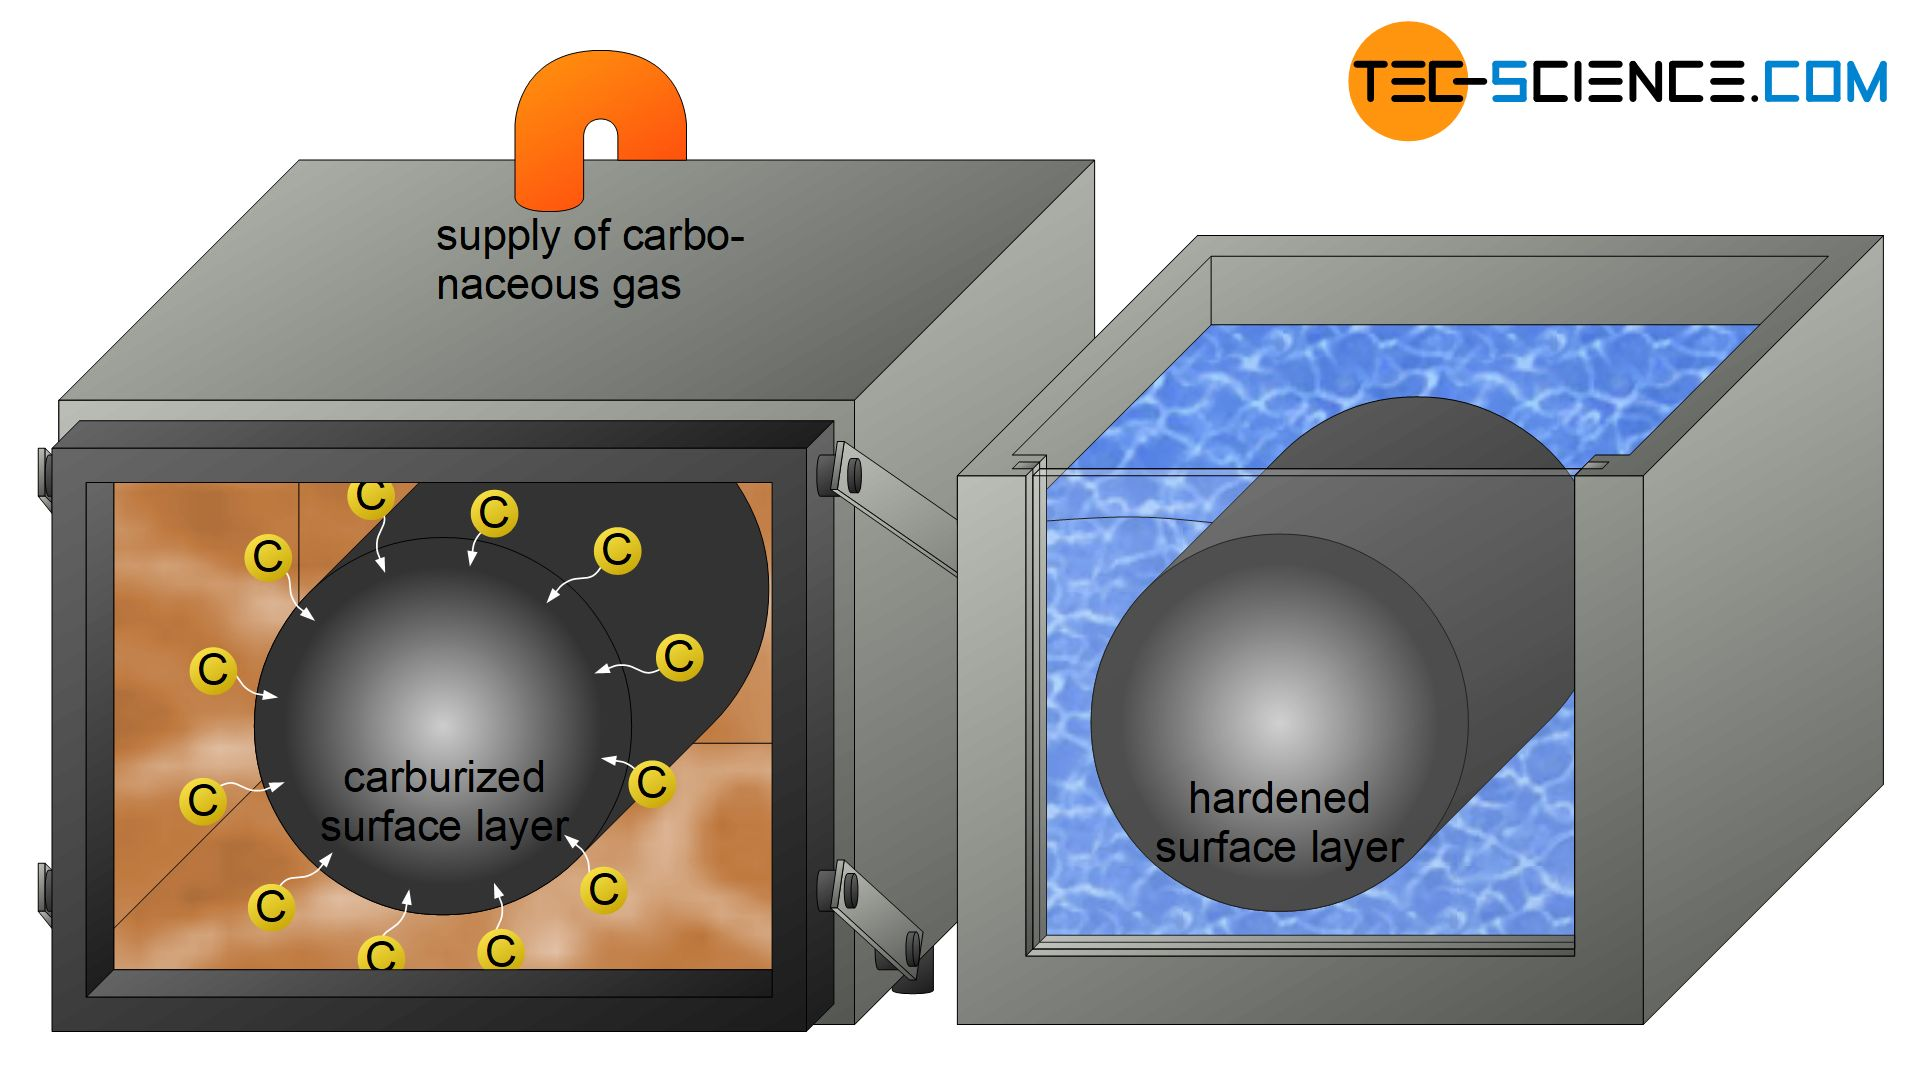 TEC-SCIENCE.COM
supply of carbo-
naceous gas
C
C
C
C
C
C
C
C
C
C
C
C
carburized
surface layer
hardened
surface layer